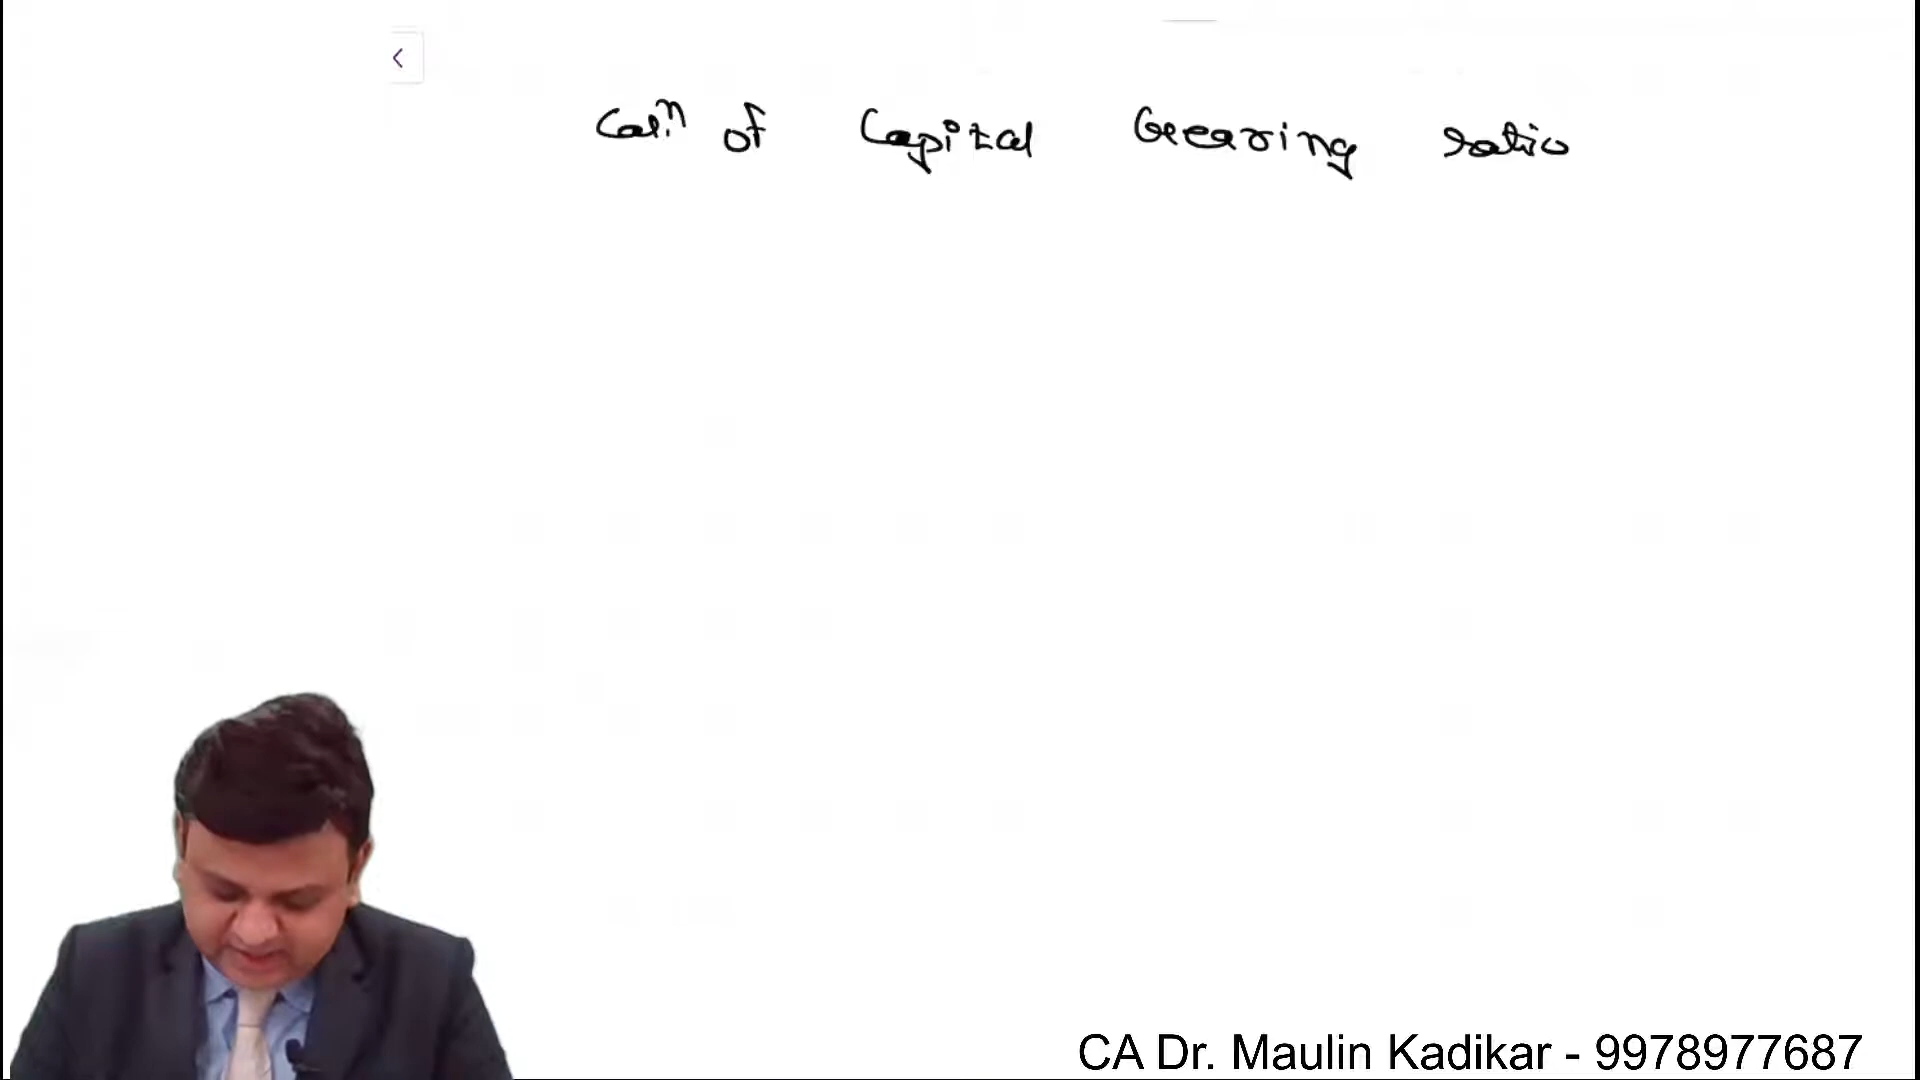 Calⁿ of Capital Gearing ratio
CA Dr. Maulin Kadikar - 9978977687